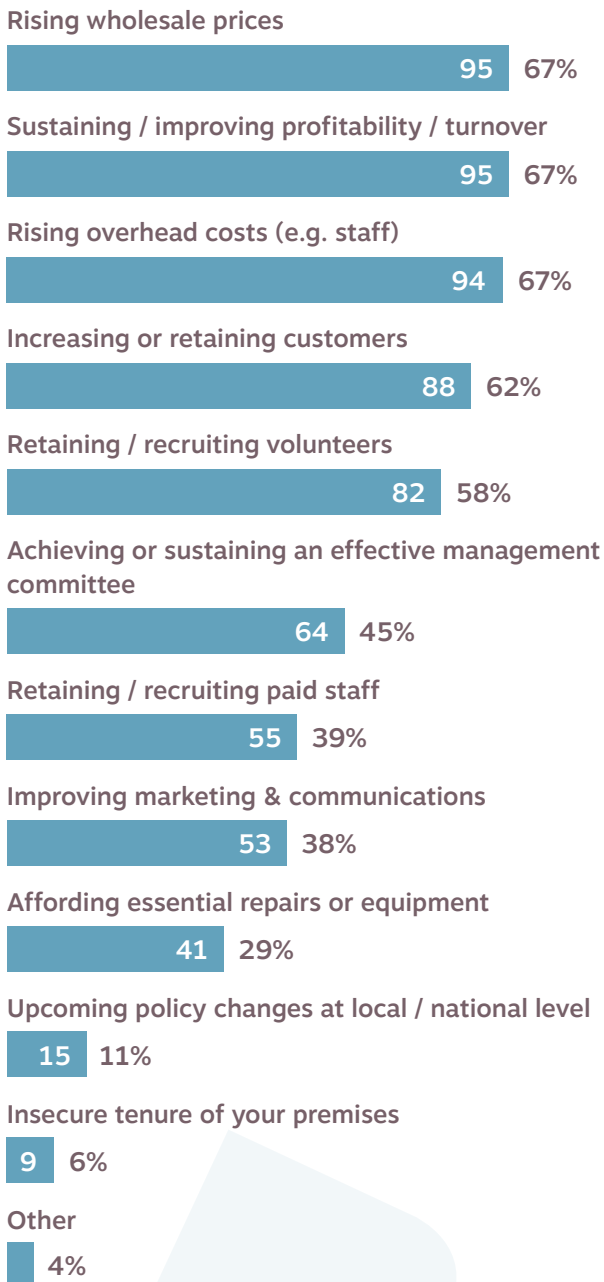 Rising wholesale prices
95 67%
Sustaining / improving profitability / turnover
95 67%
Rising overhead costs (e.g. staff)
94 67%
Increasing or retaining customers
88 62%
Retaining / recruiting volunteers
82 58%
Achieving or sustaining an effective management
committee
64 45%
Retaining / recruiting paid staff
55 39%
Improving marketing & communications
53 38%
Affording essential repairs or equipment
41 29%
Upcoming policy changes at local / national level
15 11%
Insecure tenure of your premises
9 6%
Other
4%